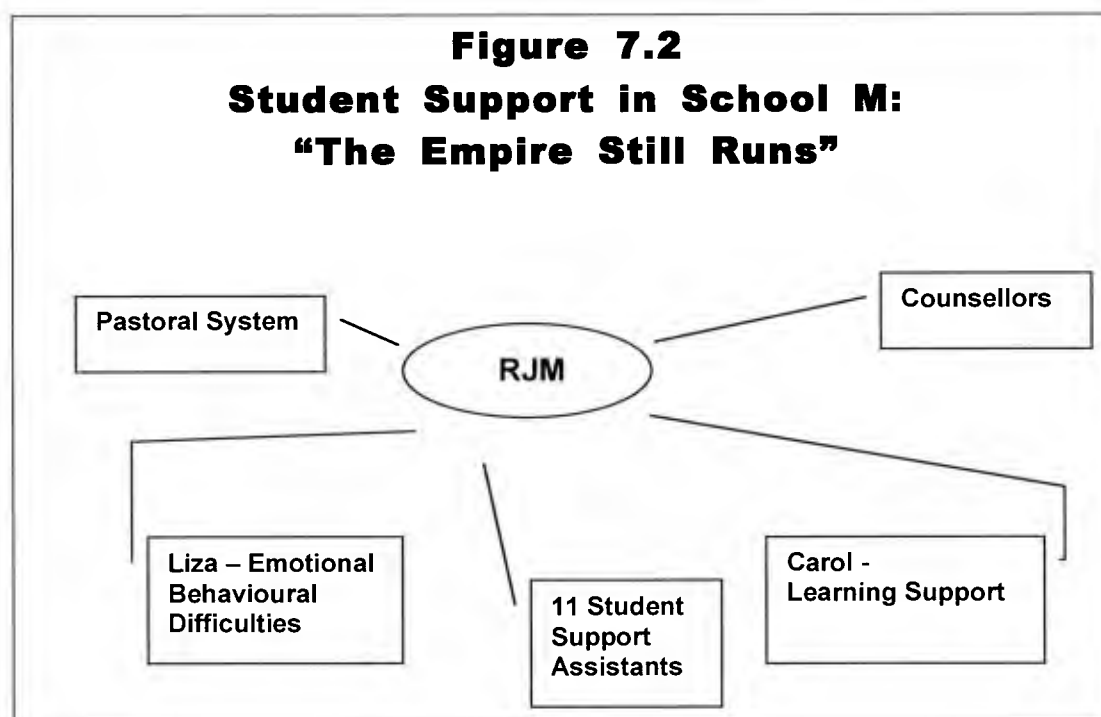 Figure 7.2
Student Support in School M:
“The Empire Still Runs”
Pastoral System
Counsellors
RJM
Liza – Emotional
Behavioural
Difficulties
11 Student
Support
Assistants
Carol -
Learning Support